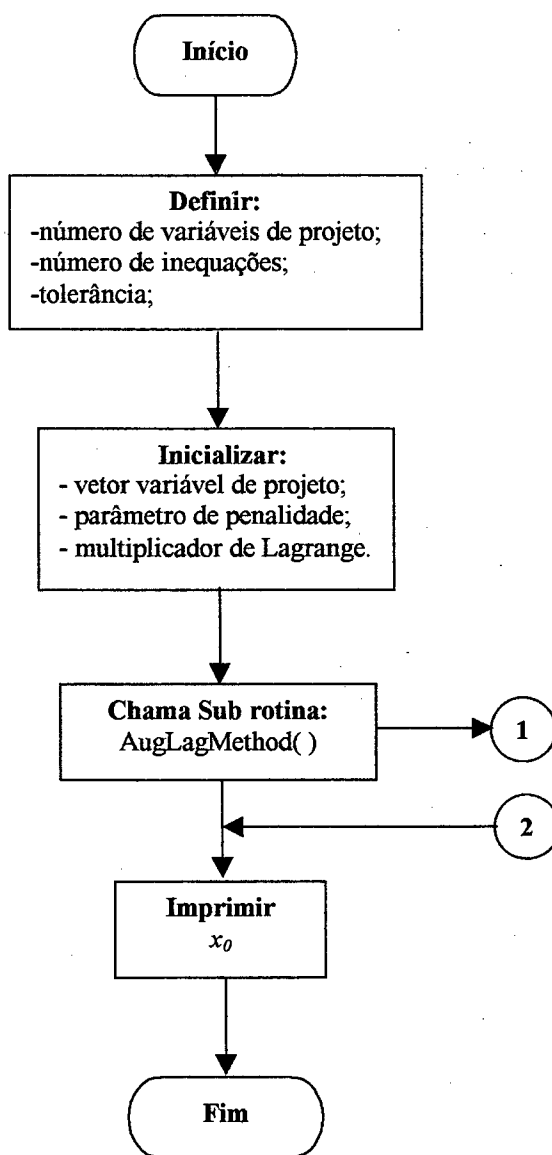 Início
Definir:
-número de variáveis de projeto;
-número de inequações;
-tolerância;
Inicializar:
- vetor variável de projeto;
- parâmetro de penalidade;
- multiplicador de Lagrange.
Chama Sub rotina:
AugLagMethod( )
1
2
Imprimir
x0
Fim